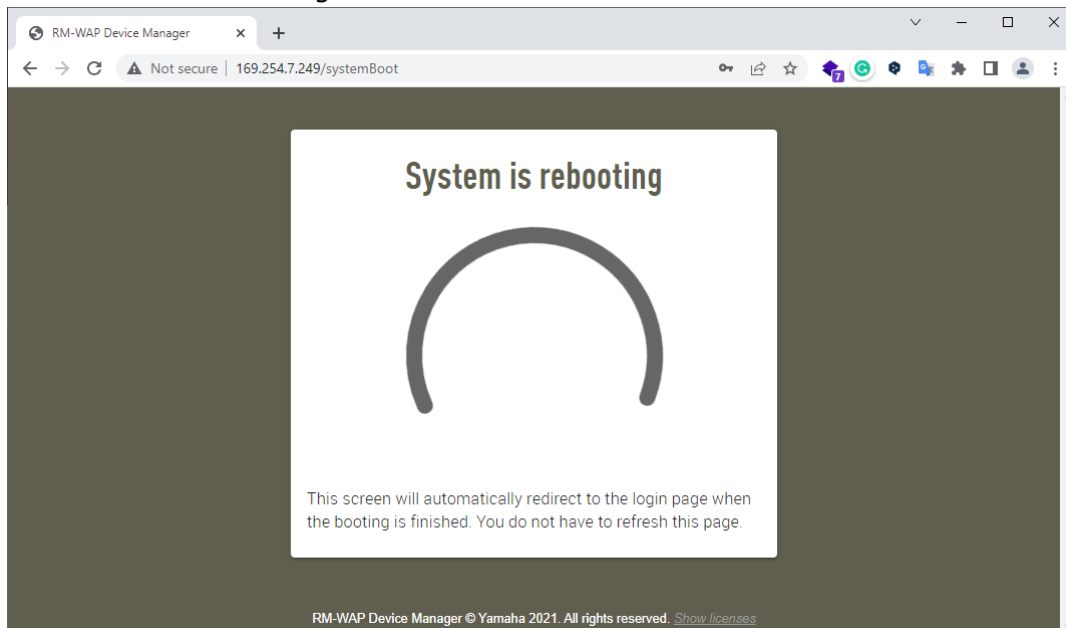 RM-WAP Device Manager
Not secure | 169.254.7.249/systemBoot
7
System is rebooting
This screen will automatically redirect to the login page when
the booting is finished. You do not have to refresh this page.
RM-WAP Device Manager © Yamaha 2021. All rights reserved. Show licenses